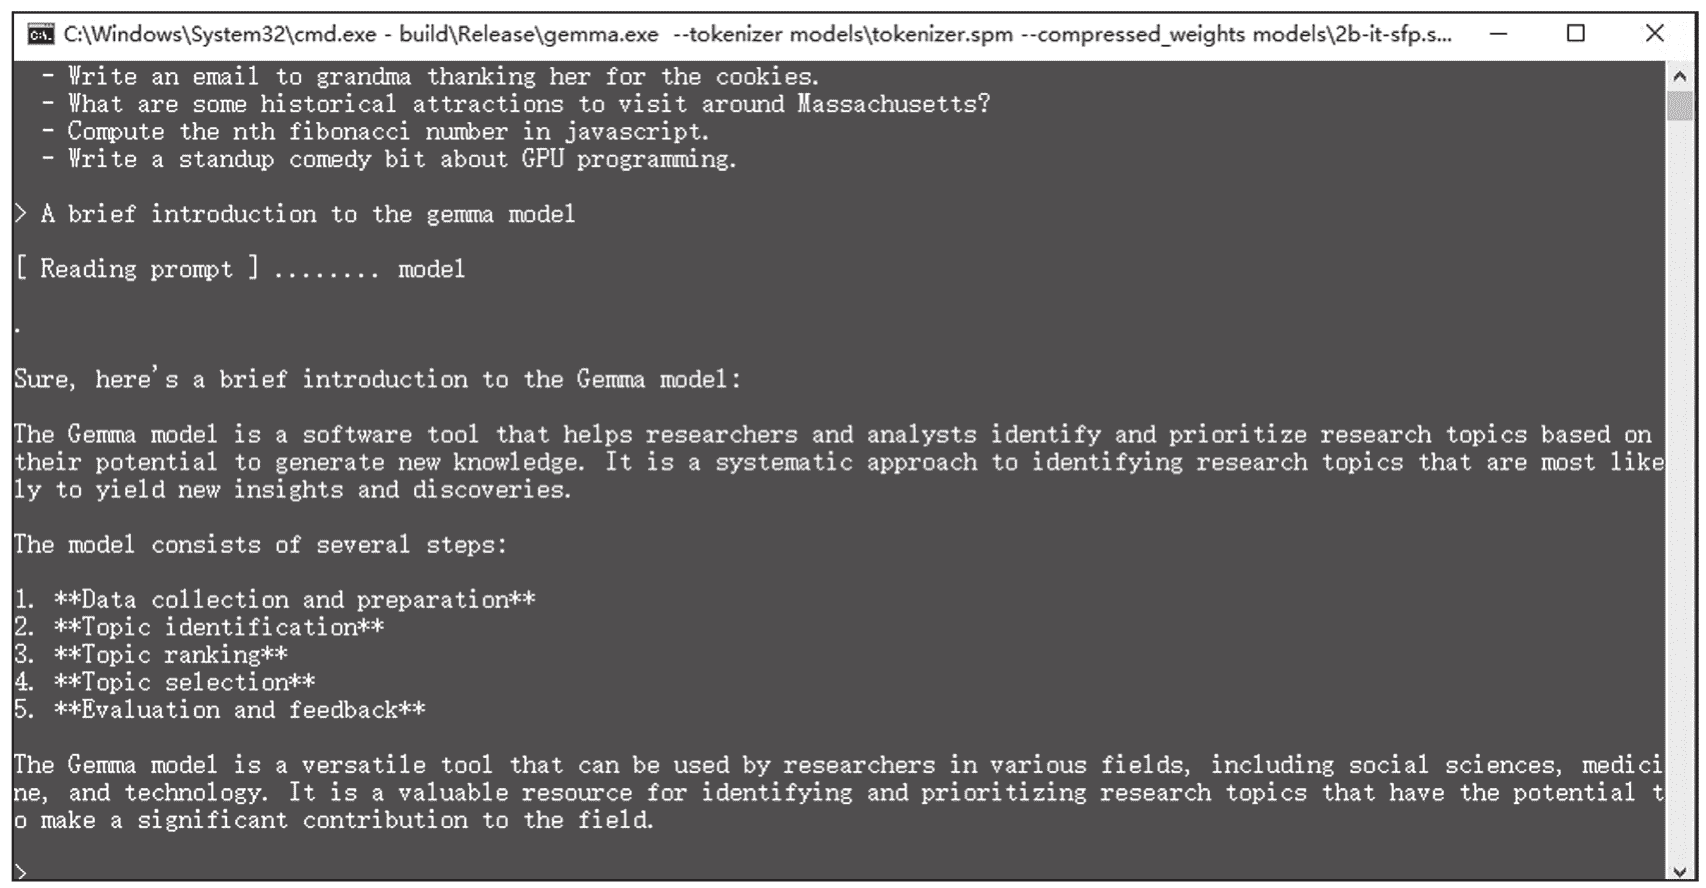 C:\Windows\System32\cmd.exe - build\Release\gemma.exe --tokenizer models\tokenizer.spm --compressed_weights models\2b-it-sfp.s...
- Write an email to grandma thanking her for the cookies.
- What are some historical attractions to visit around Massachusetts?
- Compute the nth fibonacci number in javascript.
- Write a standup comedy bit about GPU programming.
> A brief introduction to the gemma model
[ Reading prompt ] ........ model
.
Sure, here's a brief introduction to the Gemma model:
The Gemma model is a software tool that helps researchers and analysts identify and prioritize research topics based on
their potential to generate new knowledge. It is a systematic approach to identifying research topics that are most like
ly to yield new insights and discoveries.
The model consists of several steps:
1. **Data collection and preparation**
2. **Topic identification**
3. **Topic ranking**
4. **Topic selection**
5. **Evaluation and feedback**
The Gemma model is a versatile tool that can be used by researchers in various fields, including social sciences, medici
ne, and technology. It is a valuable resource for identifying and prioritizing research topics that have the potential t
o make a significant contribution to the field.
>